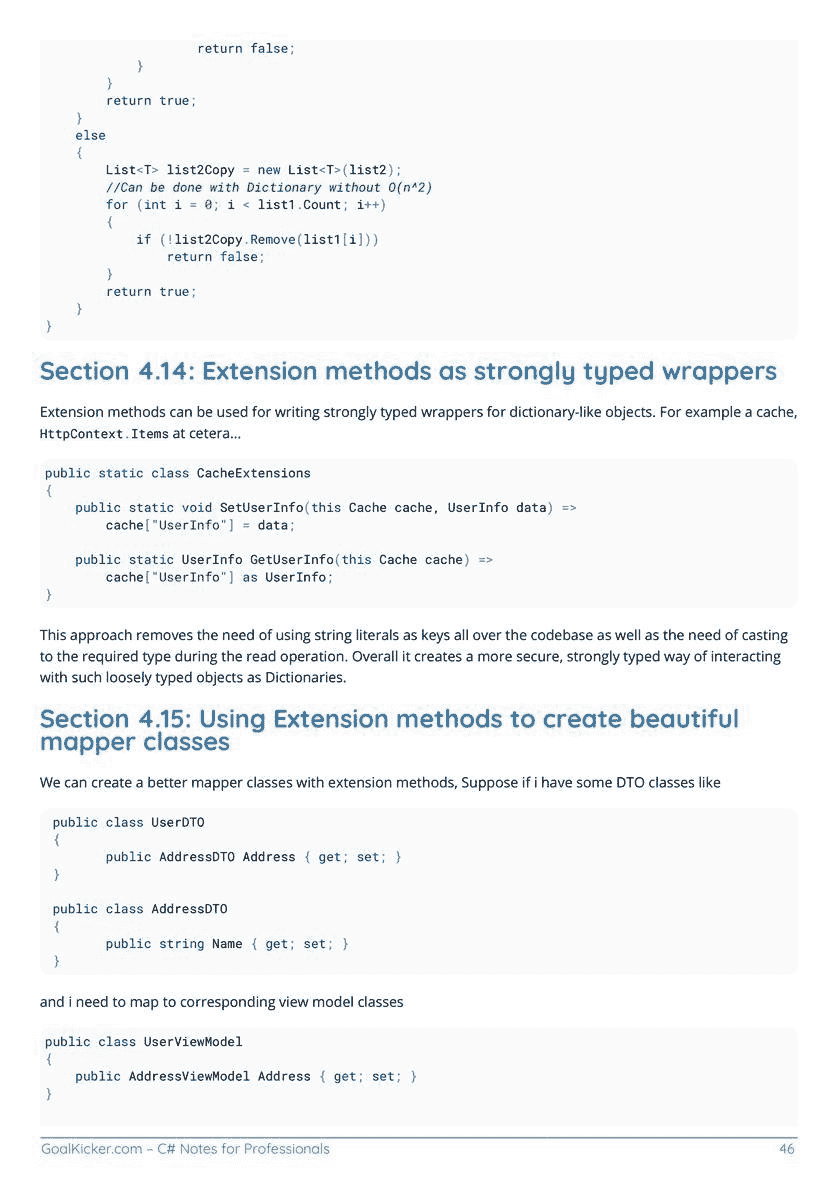 return false;
            }
        }
        return true;
    }
    else
    {
        List<T> list2Copy = new List<T>(list2);
        //Can be done with Dictionary without O(n^2)
        for (int i = 0; i < list1.Count; i++)
        {
            if (!list2Copy.Remove(list1[i]))
                return false;
        }
        return true;
    }
}
Section 4.14: Extension methods as strongly typed wrappers
Extension methods can be used for writing strongly typed wrappers for dictionary-like objects. For example a cache,
HttpContext.Items at cetera...
public static class CacheExtensions
{
    public static void SetUserInfo(this Cache cache, UserInfo data) =>
        cache["UserInfo"] = data;

    public static UserInfo GetUserInfo(this Cache cache) =>
        cache["UserInfo"] as UserInfo;
}
This approach removes the need of using string literals as keys all over the codebase as well as the need of casting
to the required type during the read operation. Overall it creates a more secure, strongly typed way of interacting
with such loosely typed objects as Dictionaries.
Section 4.15: Using Extension methods to create beautiful
mapper classes
We can create a better mapper classes with extension methods, Suppose if i have some DTO classes like
 public class UserDTO
 {
        public AddressDTO Address { get; set; }
 }

 public class AddressDTO
 {
        public string Name { get; set; }
 }
and i need to map to corresponding view model classes
public class UserViewModel
{
    public AddressViewModel Address { get; set; }
}
GoalKicker.com – C# Notes for Professionals
46